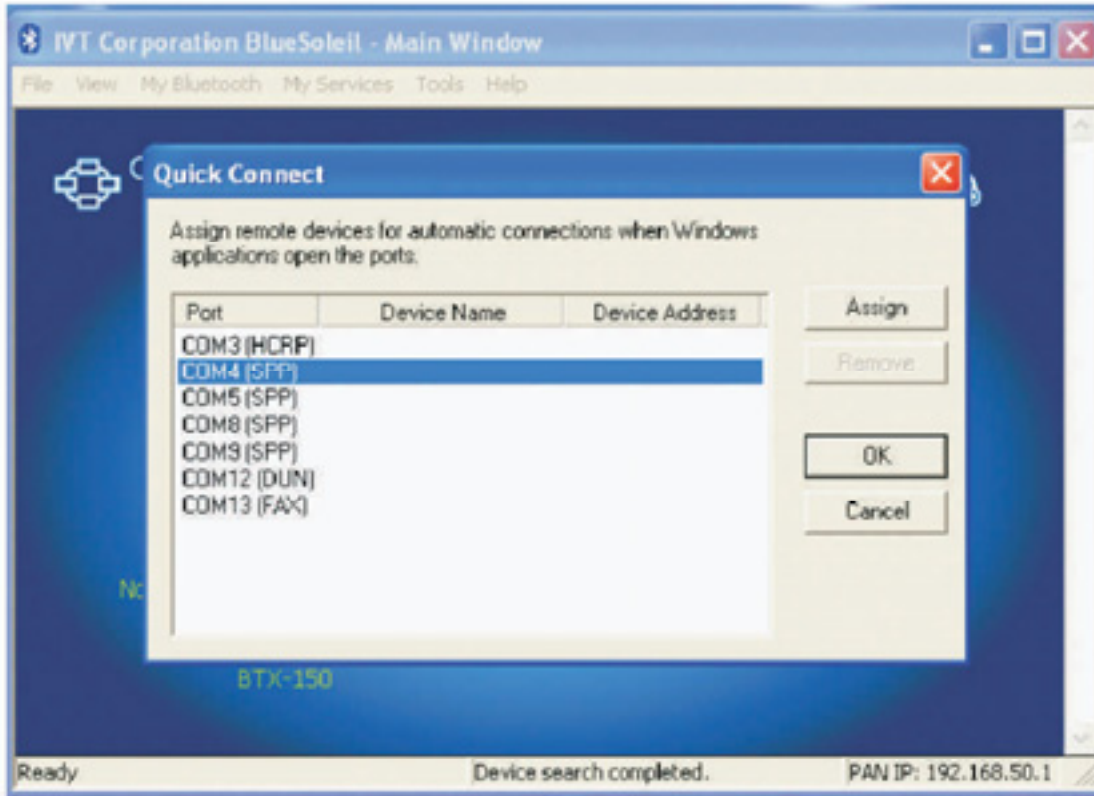 IVT Corporation BlueSoleil - Main Window
File View My Bluetooth My Services Tools Help
Quick Connect
Assign remote devices for automatic connections when Windows
applications open the ports.
Port Device Name Device Address
COM3 (HCRP)
COM4 (SPP)
COM5 (SPP)
COM8 (SPP)
COM9 (SPP)
COM12 (DUN)
COM13 (FAX)
Assign
Remove
OK
Cancel
BTX-150
Ready Device search completed. PAN IP: 192.168.50.1